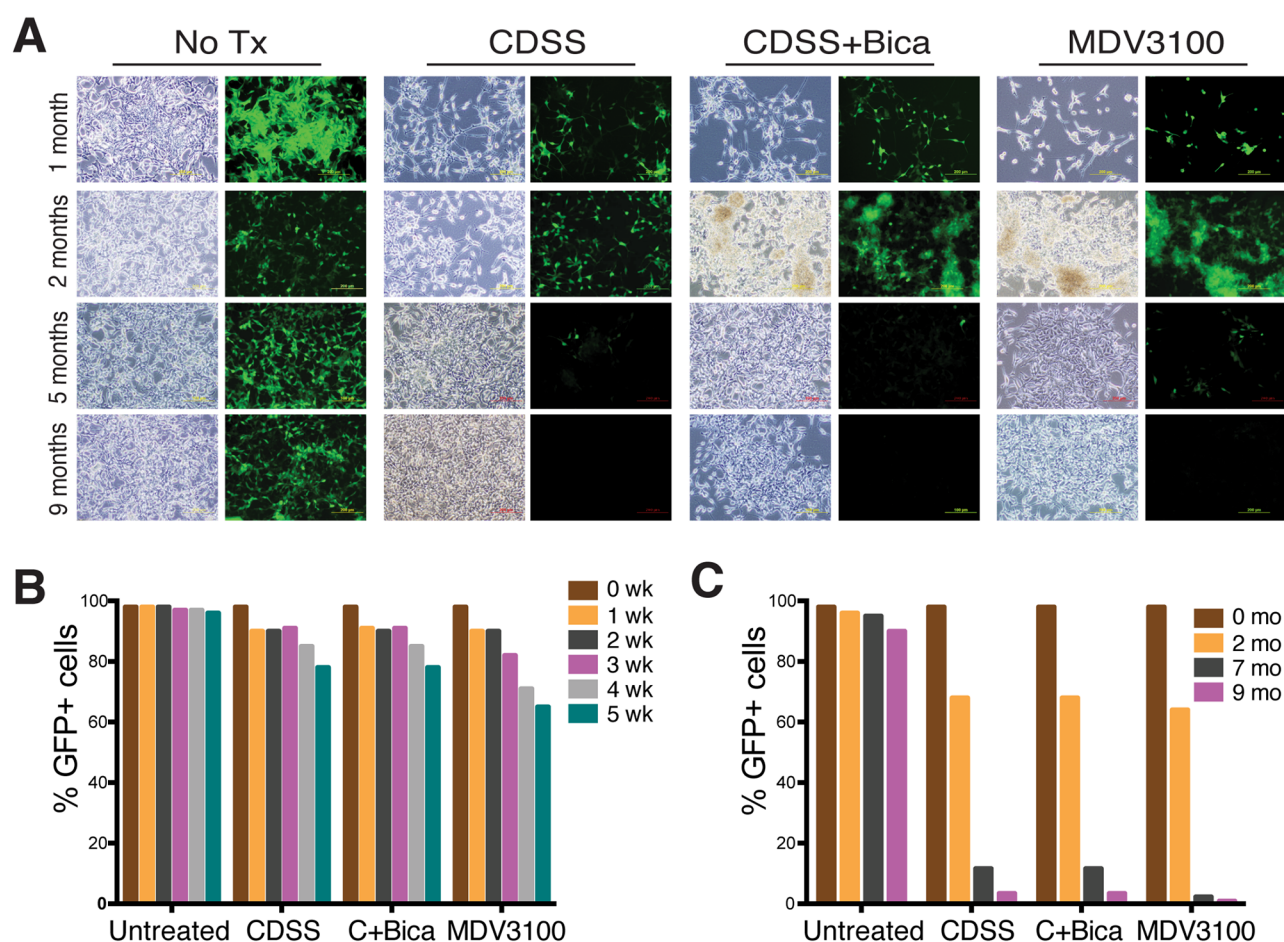 A
No Tx
CDSS
CDSS+Bica
MDV3100
1 month
2 months
5 months
9 months
B
% GFP+ cells
100
80
60
40
20
0
Untreated
CDSS
C+Bica
MDV3100
0 wk
1 wk
2 wk
3 wk
4 wk
5 wk
C
% GFP+ cells
100
80
60
40
20
0
Untreated
CDSS
C+Bica
MDV3100
0 mo
2 mo
7 mo
9 mo